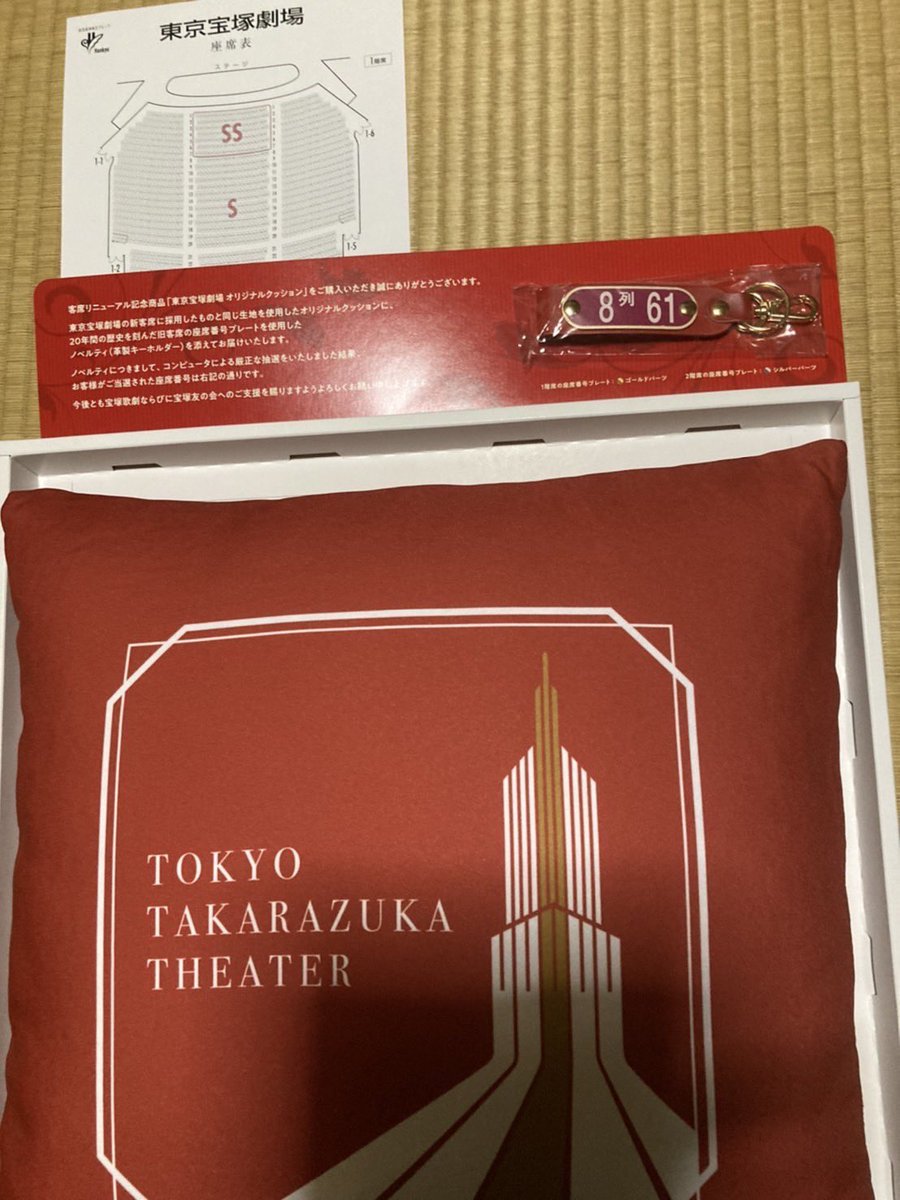 東京宝塚劇場
座席表
ステージ
1階席
SS
S
1-1
1-6
1-2
1-5
客席リニューアル記念商品「東京宝塚劇場 オリジナルクッション」をご購入いただき誠にありがとうございます。
東京宝塚劇場の新客席に採用したものと同じ生地を使用したオリジナルクッションに、
20年間の歴史を刻んだ旧客席の座席番号プレートを使用した
ノベルティ(革製キーホルダー)を添えてお届けいたします。
ノベルティにつきまして、コンピュータによる厳正な抽選をいたしました結果、
お客様がご当選された座席番号は右記の通りです。
今後とも宝塚歌劇ならびに宝塚友の会へのご支援を賜りますようよろしくお願い申し上げます。
8列 61
1階席の座席番号プレート:ゴールドパーツ
2階席の座席番号プレート:シルバーパーツ
TOKYO
TAKARAZUKA
THEATER